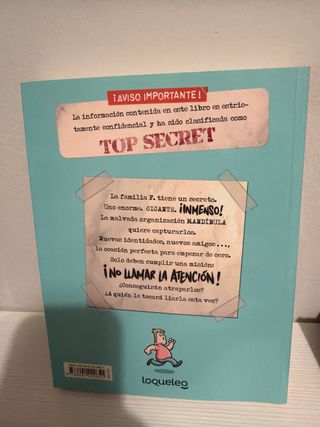 ¡AVISO IMPORTANTE!
La información contenida en este libro es estric-
tamente confidencial y ha sido clasificada como
TOP SECRET
La familia F. tiene un secreto.
Uno enorme. GIGANTE. ¡INMENSO!
La malvada organización MANDÍBULA
quiere capturarlos.
Nuevas identidades, nuevos amigos...,
la ocasión perfecta para empezar de cero.
Solo deben cumplir una misión:
¡NO LLAMAR LA ATENCIÓN!
¿Conseguirán atraparlos?
¿A quién le tocará liarla esta vez?
loqueleo